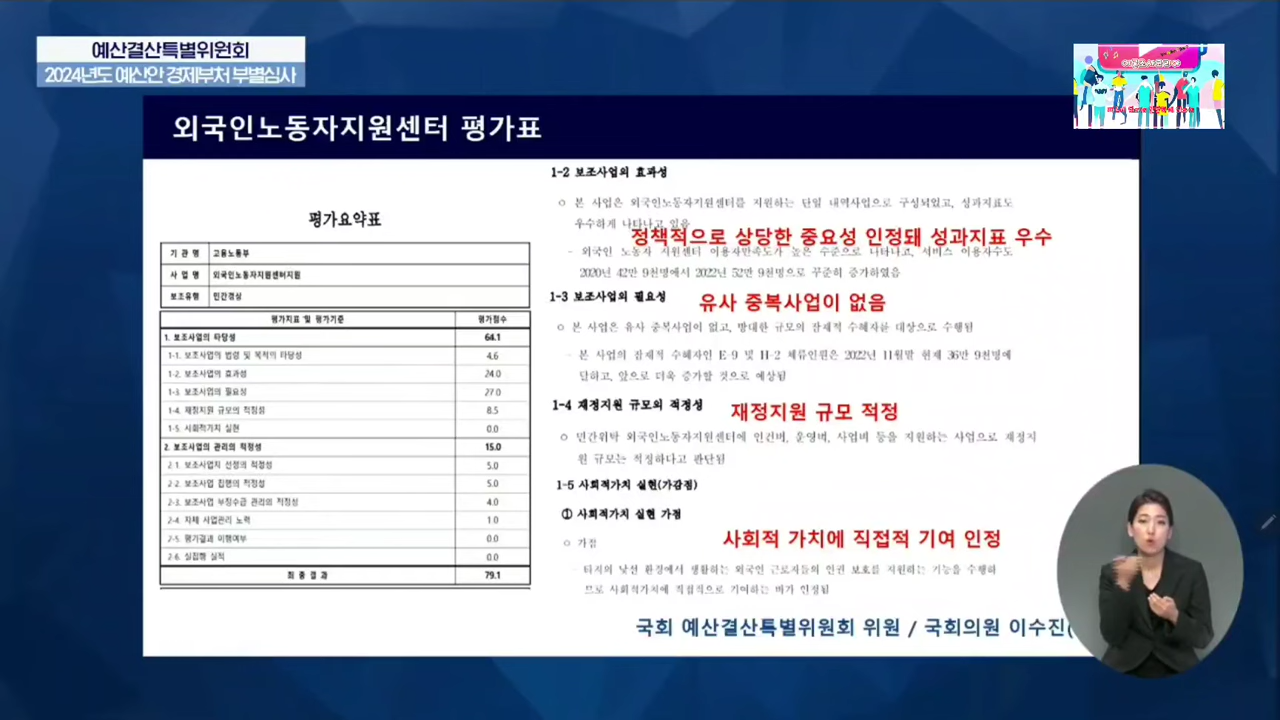 예산결산특별위원회
2024년도 예산안 경제부처 부별심사
외국인노동자지원센터 평가표
평가요약표
기 관 명 고용노동부
사 업 명 외국인노동자지원센터지원
보조유형 민간경상
평가지표 및 평가기준 평가점수
1. 보조사업의 타당성 64.1
1-1. 보조사업의 법령 및 목적의 타당성 4.6
1-2. 보조사업의 효과성 24.0
1-3. 보조사업의 필요성 27.0
1-4. 재정지원 규모의 적정성 8.5
1-5. 사회적가치 실현 0.0
2. 보조사업의 관리의 적정성 15.0
2-1. 보조사업자 선정의 적정성 5.0
2-2. 보조사업 집행의 적정성 5.0
2-3. 보조사업 부정수급 관리의 적정성 4.0
2-4. 자체 사업관리 노력 1.0
2-5. 평가결과 이행여부 0.0
2-6. 실집행 실적 0.0
최 종 결 과 79.1
1-2 보조사업의 효과성
ㅇ 본 사업은 외국인노동자지원센터를 지원하는 단일 내역사업으로 구성되었고, 성과지표도
우수하게 나타나고 있음
정책적으로 상당한 중요성 인정돼 성과지표 우수
- 외국인 노동자 지원센터 이용자만족도가 높은 수준으로 나타나고, 서비스 이용자수도
2020년 42만 9천명에서 2022년 52만 9천명으로 꾸준히 증가하였음
1-3 보조사업의 필요성
유사 중복사업이 없음
ㅇ 본 사업은 유사 중복사업이 없고, 방대한 규모의 잠재적 수혜자를 대상으로 수행됨
- 본 사업의 잠재적 수혜자인 E-9 및 H-2 체류인원은 2022년 11월말 현재 36만 9천명에
달하고, 앞으로 더욱 증가할 것으로 예상됨
1-4 재정지원 규모의 적정성
재정지원 규모 적정
ㅇ 민간위탁 외국인노동자지원센터에 인건비, 운영비, 사업비 등을 지원하는 사업으로 재정지
원 규모는 적정하다고 판단됨
1-5 사회적가치 실현(가감점)
① 사회적가치 실현 가점
ㅇ 가점
사회적 가치에 직접적 기여 인정
- 타지의 낯선 환경에서 생활하는 외국인 근로자들의 인권 보호를 지원하는 기능을 수행하
므로 사회적가치에 직접적으로 기여하는 바가 인정됨
국회 예산결산특별위원회 위원 / 국회의원 이수진(